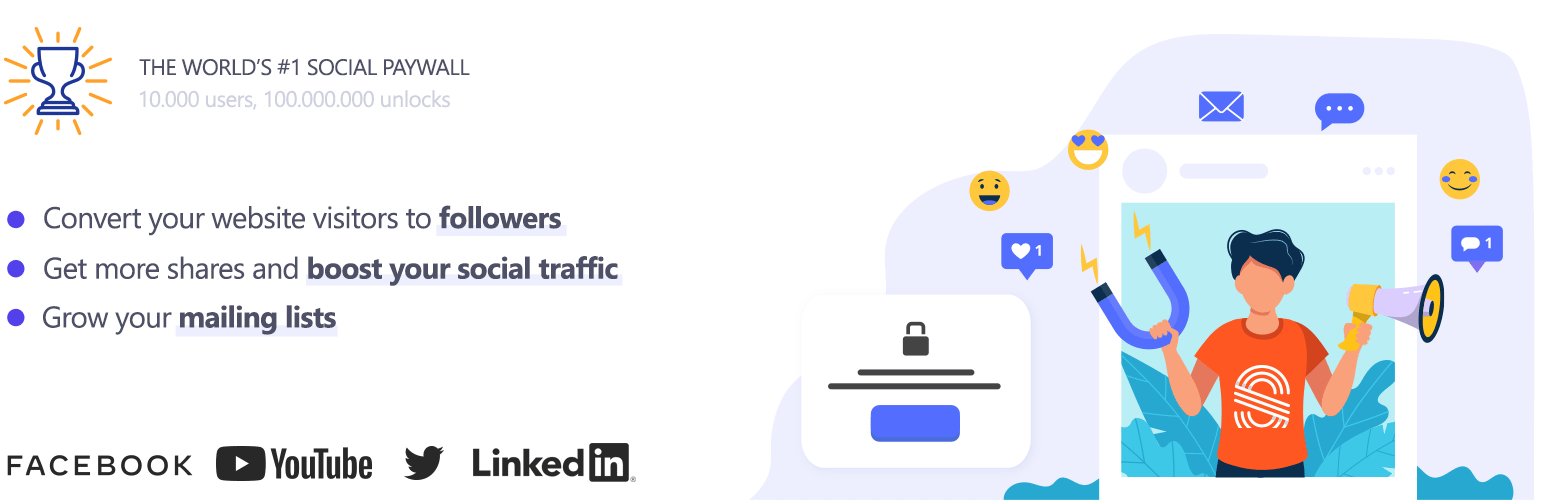 THE WORLD’S #1 SOCIAL PAYWALL
10.000 users, 100.000.000 unlocks
Convert your website visitors to followers
Get more shares and boost your social traffic
Grow your mailing lists
1
1
FACEBOOK YouTube Linkedin®